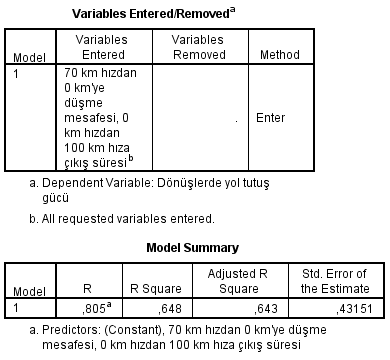 Variables Entered/Removedᵃ
Model Variables Entered Variables Removed Method
1 70 km hızdan . Enter
0 km'ye
düşme
mesafesi, 0
km hızdan
100 km hıza
çıkış süresiᵇ
a. Dependent Variable: Dönüşlerde yol tutuş
gücü
b. All requested variables entered.
Model Summary
Model R R Square Adjusted R Square Std. Error of the Estimate
1 ,805ᵃ ,648 ,643 ,43151
a. Predictors: (Constant), 70 km hızdan 0 km'ye düşme
mesafesi, 0 km hızdan 100 km hıza çıkış süresi